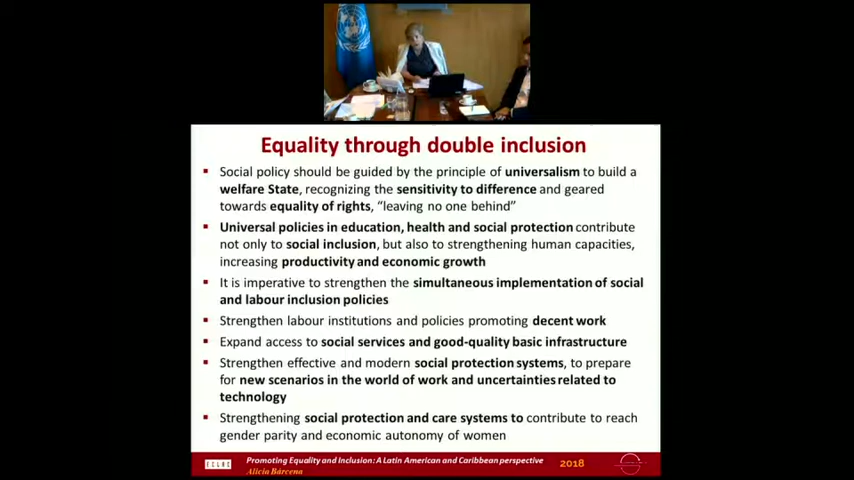 Equality through double inclusion
▪ Social policy should be guided by the principle of universalism to build a
welfare State, recognizing the sensitivity to difference and geared
towards equality of rights, “leaving no one behind”
▪ Universal policies in education, health and social protection contribute
not only to social inclusion, but also to strengthening human capacities,
increasing productivity and economic growth
▪ It is imperative to strengthen the simultaneous implementation of social
and labour inclusion policies
▪ Strengthen labour institutions and policies promoting decent work
▪ Expand access to social services and good-quality basic infrastructure
▪ Strengthen effective and modern social protection systems, to prepare
for new scenarios in the world of work and uncertainties related to
technology
▪ Strengthening social protection and care systems to contribute to reach
gender parity and economic autonomy of women
ECLAC
Promoting Equality and Inclusion: A Latin American and Caribbean perspective
Alicia Bárcena
2018